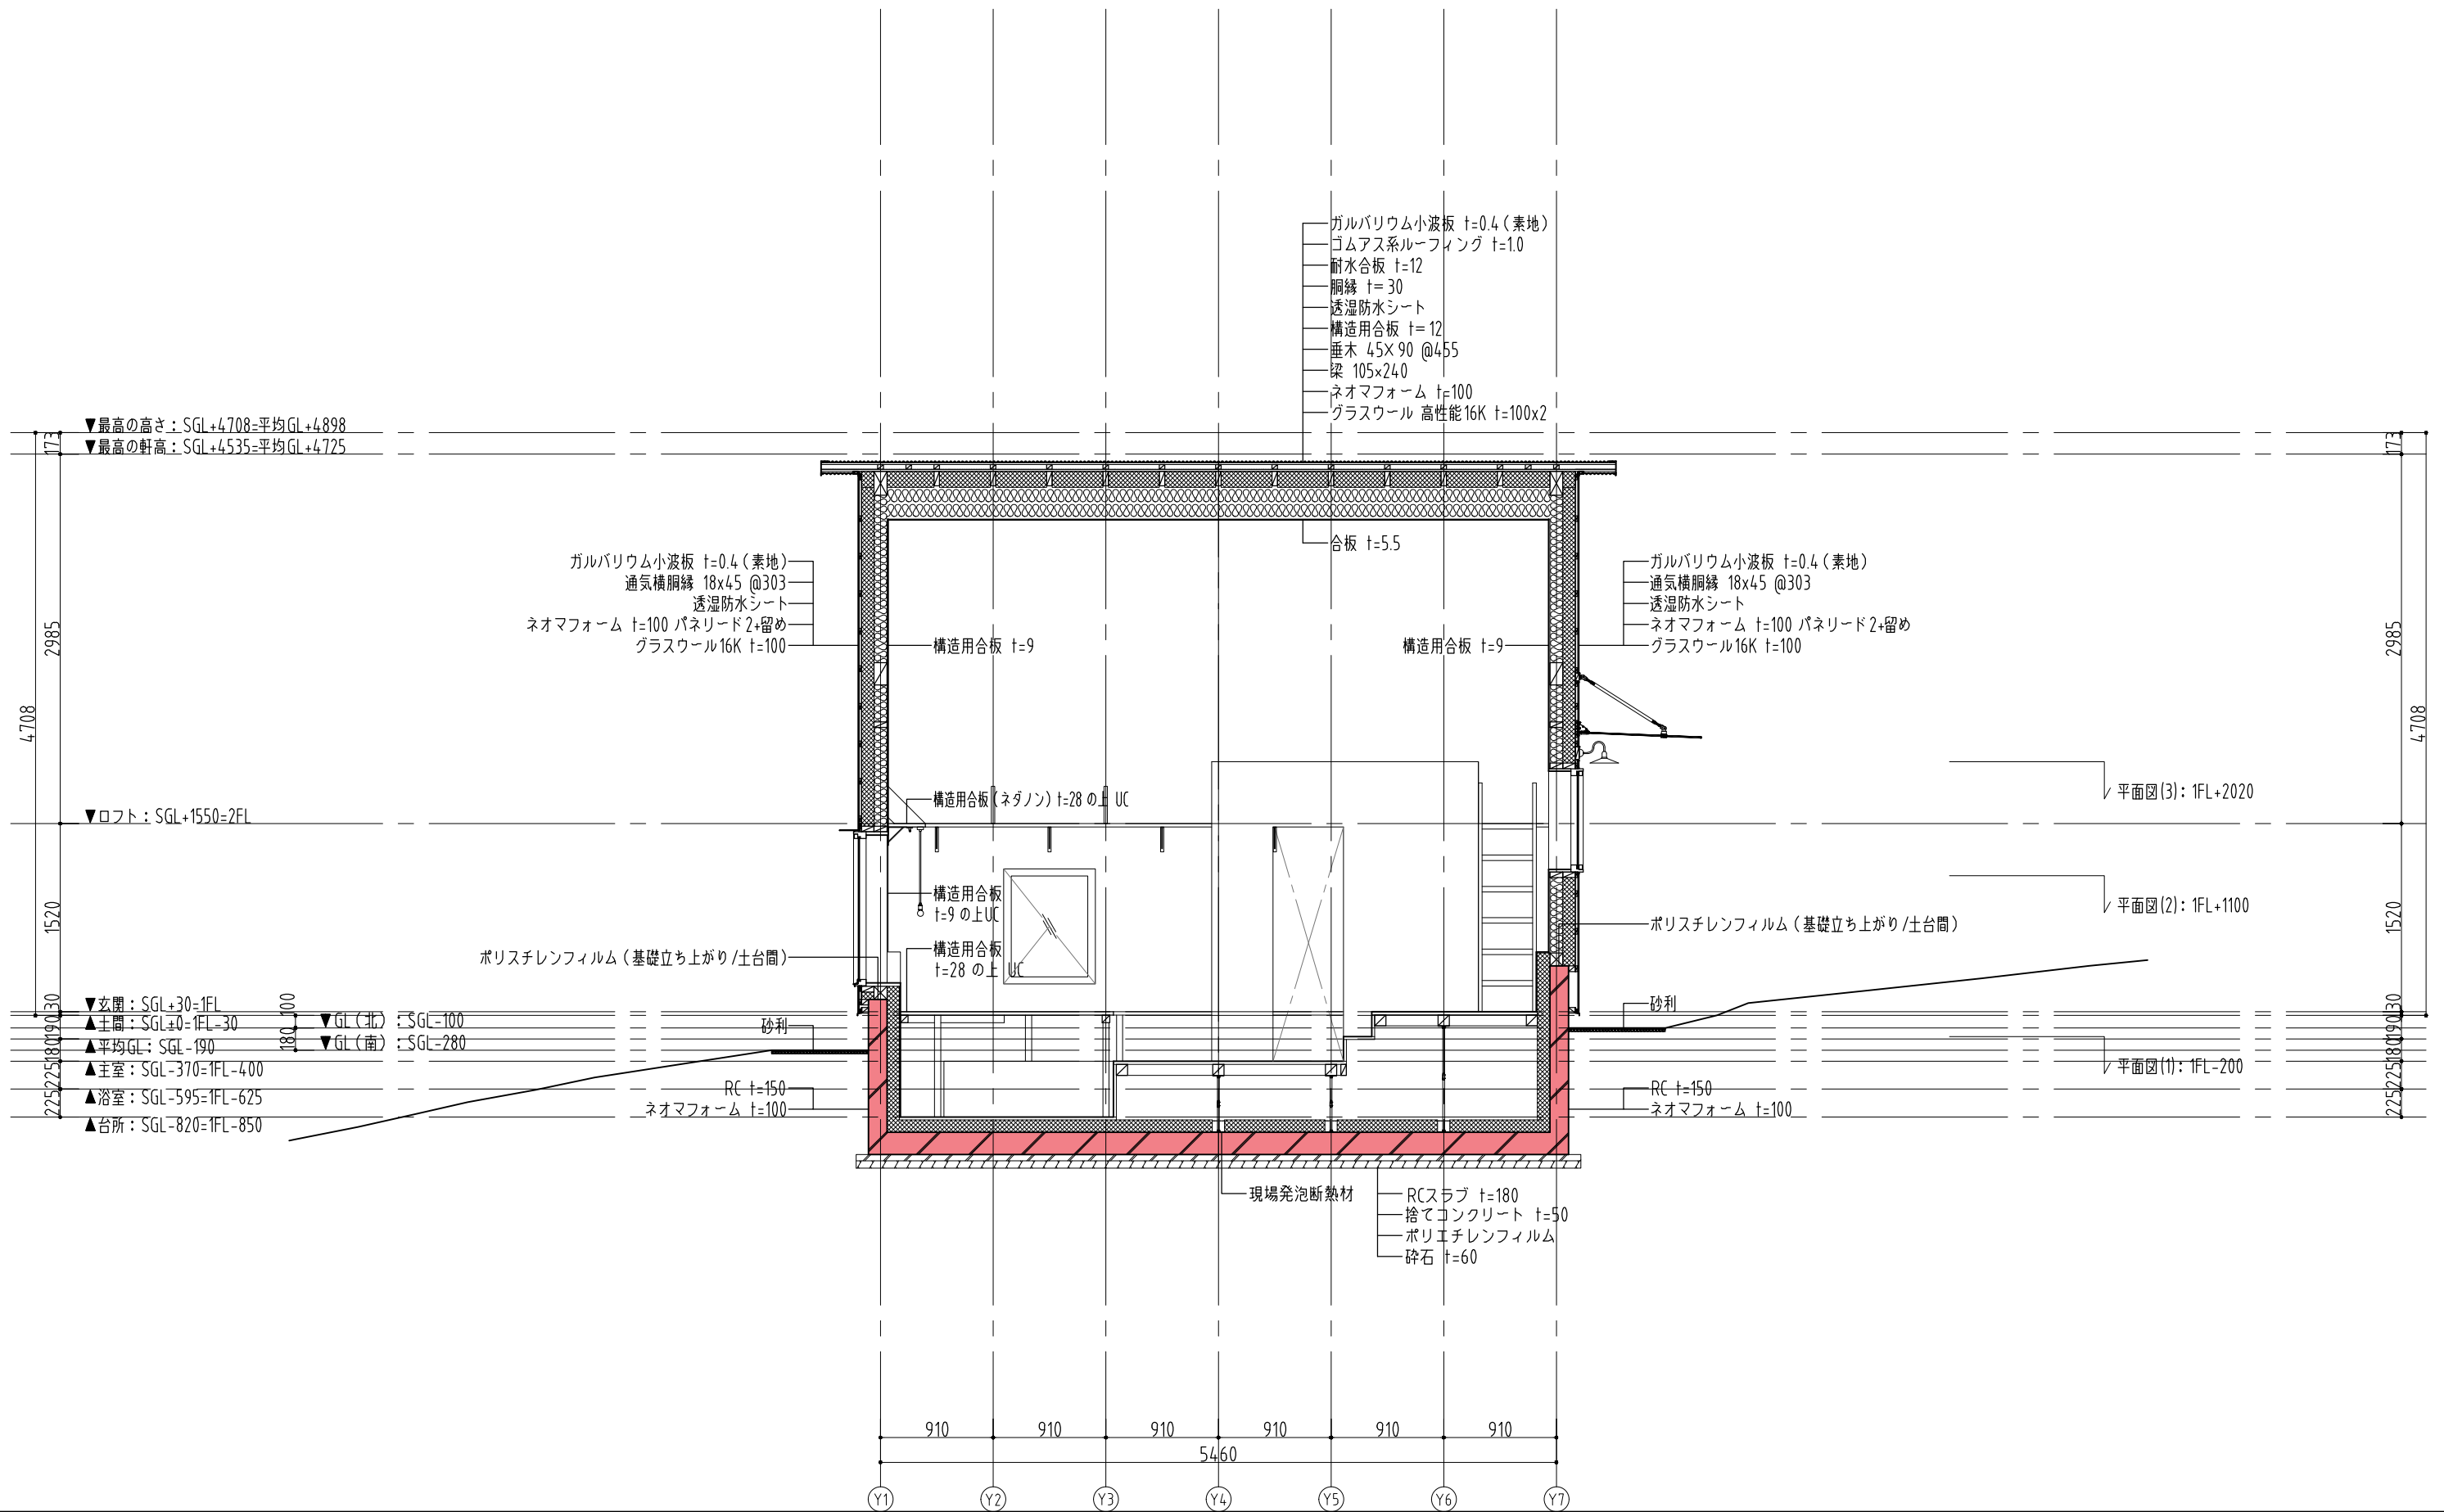 ガルバリウム小波板 t=0.4(素地)
ゴムアス系ルーフィング t=1.0
耐水合板 t=12
胴縁 t=30
透湿防水シート
構造用合板 t=12
垂木 45×90 @455
梁 105x240
ネオマフォーム t=100
グラスウール 高性能16K t=100x2
▼最高の高さ：SGL+4708=平均GL+4898
▼最高の軒高：SGL+4535=平均GL+4725
173
173
合板 t=5.5
ガルバリウム小波板 t=0.4(素地)
通気横胴縁 18x45 @303
透湿防水シート
ネオマフォーム t=100 パネリード2+留め
グラスウール16K t=100
構造用合板 t=9
構造用合板 t=9
ガルバリウム小波板 t=0.4(素地)
通気横胴縁 18x45 @303
透湿防水シート
ネオマフォーム t=100 パネリード2+留め
グラスウール16K t=100
2985
2985
4708
4708
構造用合板(ネダノン) t=28 の上 UC
平面図(3)：1FL+2020
▼ロフト：SGL+1550=2FL
構造用合板
t=9 の上UC
平面図(2)：1FL+1100
1520
1520
ポリスチレンフィルム(基礎立ち上がり/土台間)
構造用合板
t=28 の上 UC
ポリスチレンフィルム(基礎立ち上がり/土台間)
▼玄関：SGL+30=1FL
▲土間：SGL±0=1FL-30
▲平均GL：SGL-190
▲主室：SGL-370=1FL-400
▲浴室：SGL-595=1FL-625
▲台所：SGL-820=1FL-850
30
190
180
225
225
100
180
▼GL(北)：SGL-100
▼GL(南)：SGL-280
砂利
砂利
30
190
180
225
225
平面図(1)：1FL-200
RC t=150
ネオマフォーム t=100
RC t=150
ネオマフォーム t=100
現場発泡断熱材
RCスラブ t=180
捨てコンクリート t=50
ポリエチレンフィルム
砕石 t=60
910 910 910 910 910 910
5460
Y1 Y2 Y3 Y4 Y5 Y6 Y7